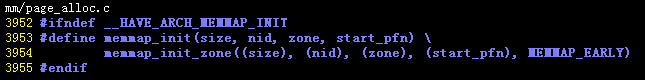 mm/page_alloc.c
3952 #ifndef __HAVE_ARCH_MEMMAP_INIT
3953 #define memmap_init(size, nid, zone, start_pfn) \
3954 memmap_init_zone((size), (nid), (zone), (start_pfn), MEMMAP_EARLY)
3955 #endif